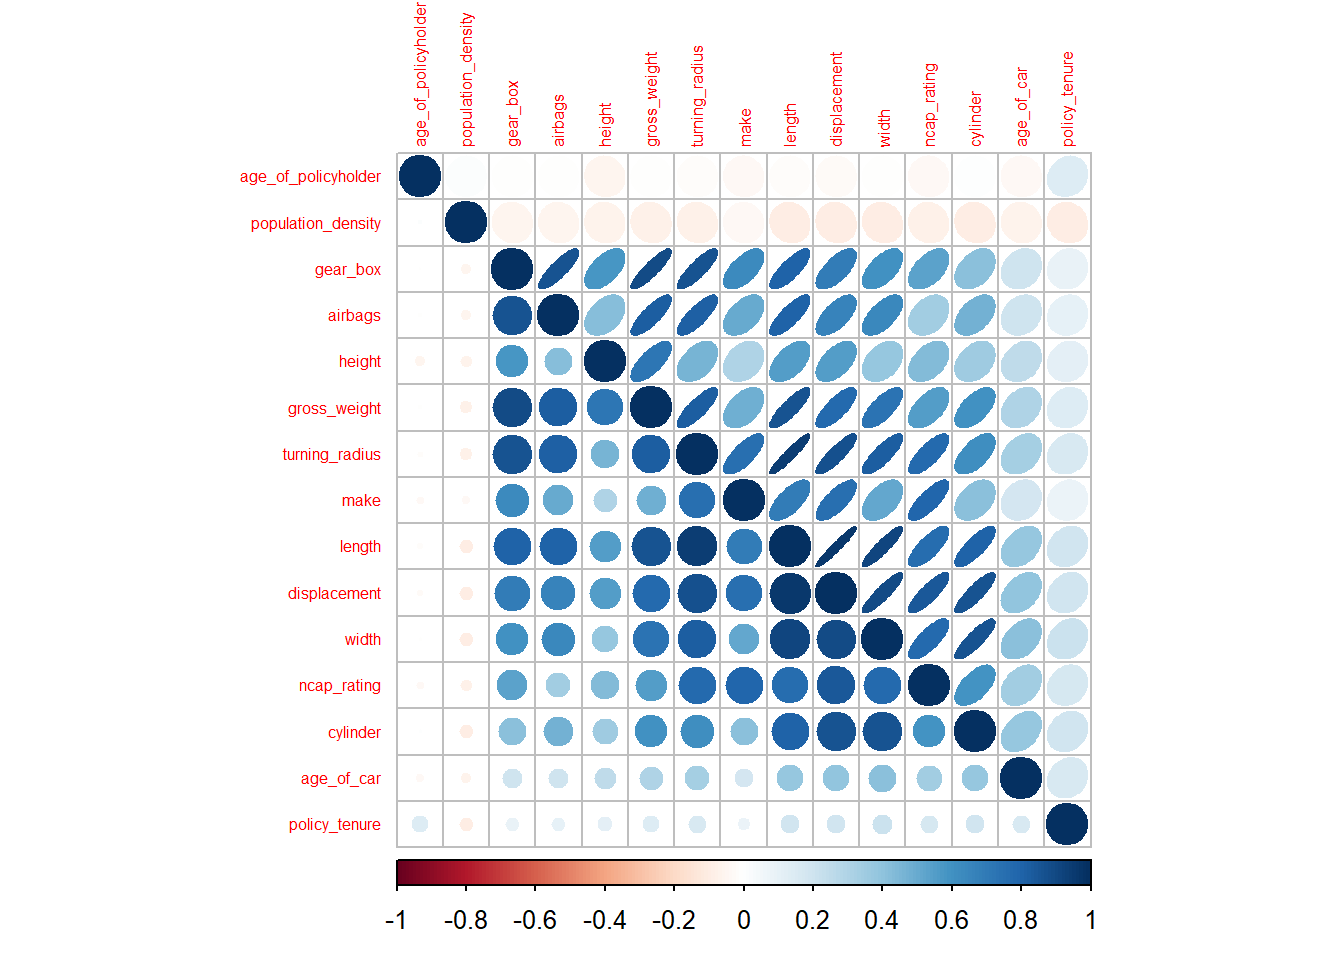 age_of_policyholder
population_density
gear_box
airbags
height
gross_weight
turning_radius
make
length
displacement
width
ncap_rating
cylinder
age_of_car
policy_tenure
age_of_policyholder
population_density
gear_box
airbags
height
gross_weight
turning_radius
make
length
displacement
width
ncap_rating
cylinder
age_of_car
policy_tenure
-1 -0.8 -0.6 -0.4 -0.2 0 0.2 0.4 0.6 0.8 1